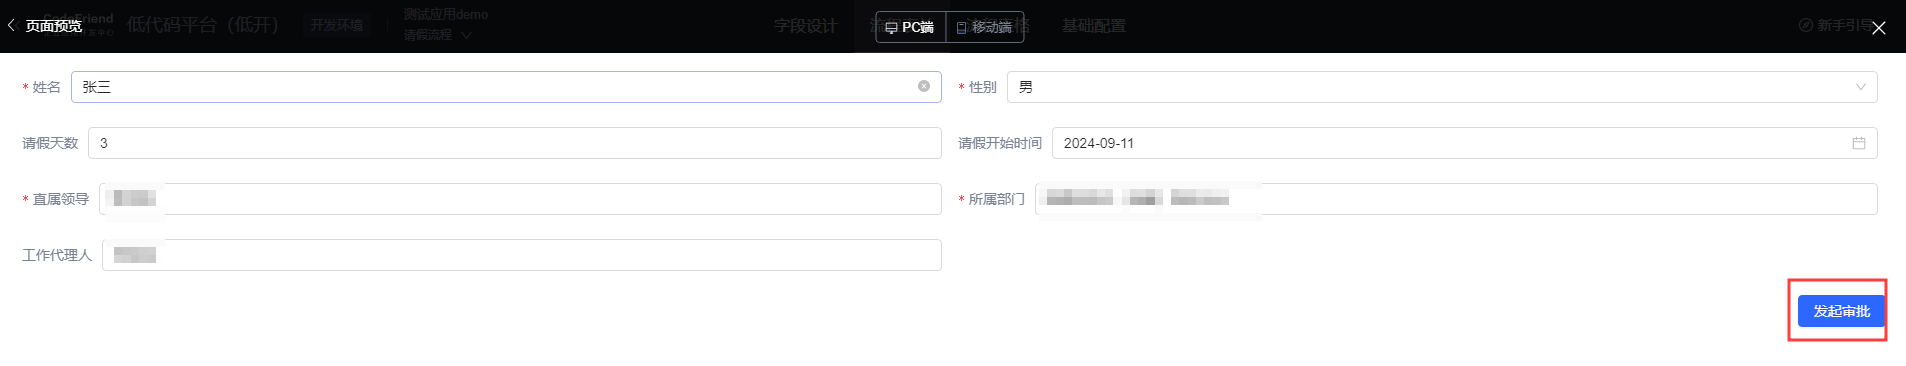 页面预览
CodeFriend
低代码平台（低开）
开发环境
测试应用demo
请假流程
字段设计
PC端
移动端
基础配置
新手引导
* 姓名 张三
* 性别 男
请假天数 3
请假开始时间 2024-09-11
* 直属领导
* 所属部门
工作代理人
发起审批